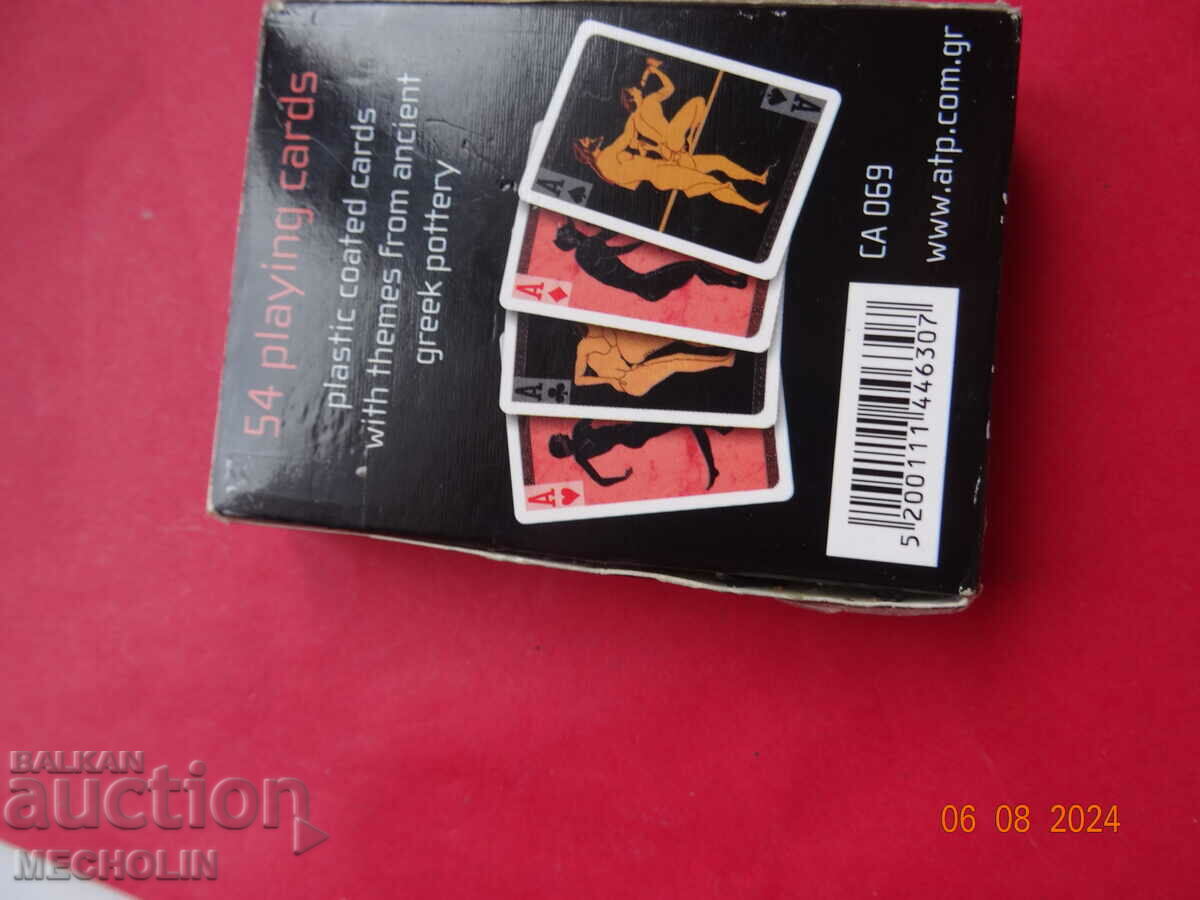 54 playing cards
plastic coated cards
with themes from ancient
greek pottery
A
A
A
A
A
CA 069
www.atp.com.gr
5 200111 446307
BALKAN
auction
MECHOLIN
06 08 2024